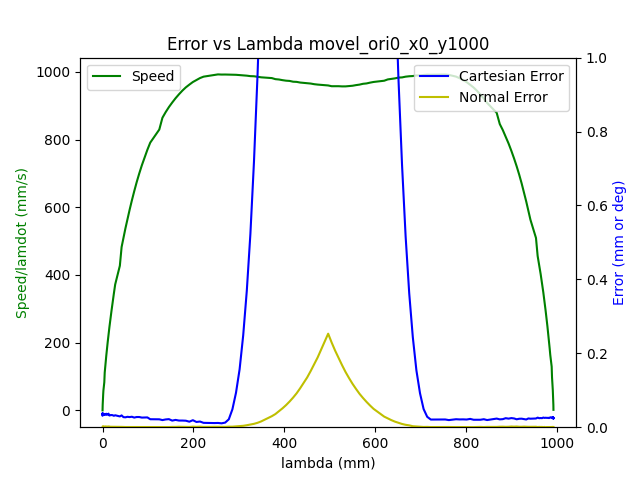 Error vs Lambda movel_ori0_x0_y1000
Speed
Cartesian Error
Normal Error
1000
800
600
400
200
0
Speed/lamdot (mm/s)
1.0
0.8
0.6
0.4
0.2
0.0
Error (mm or deg)
0 200 400 600 800 1000
lambda (mm)